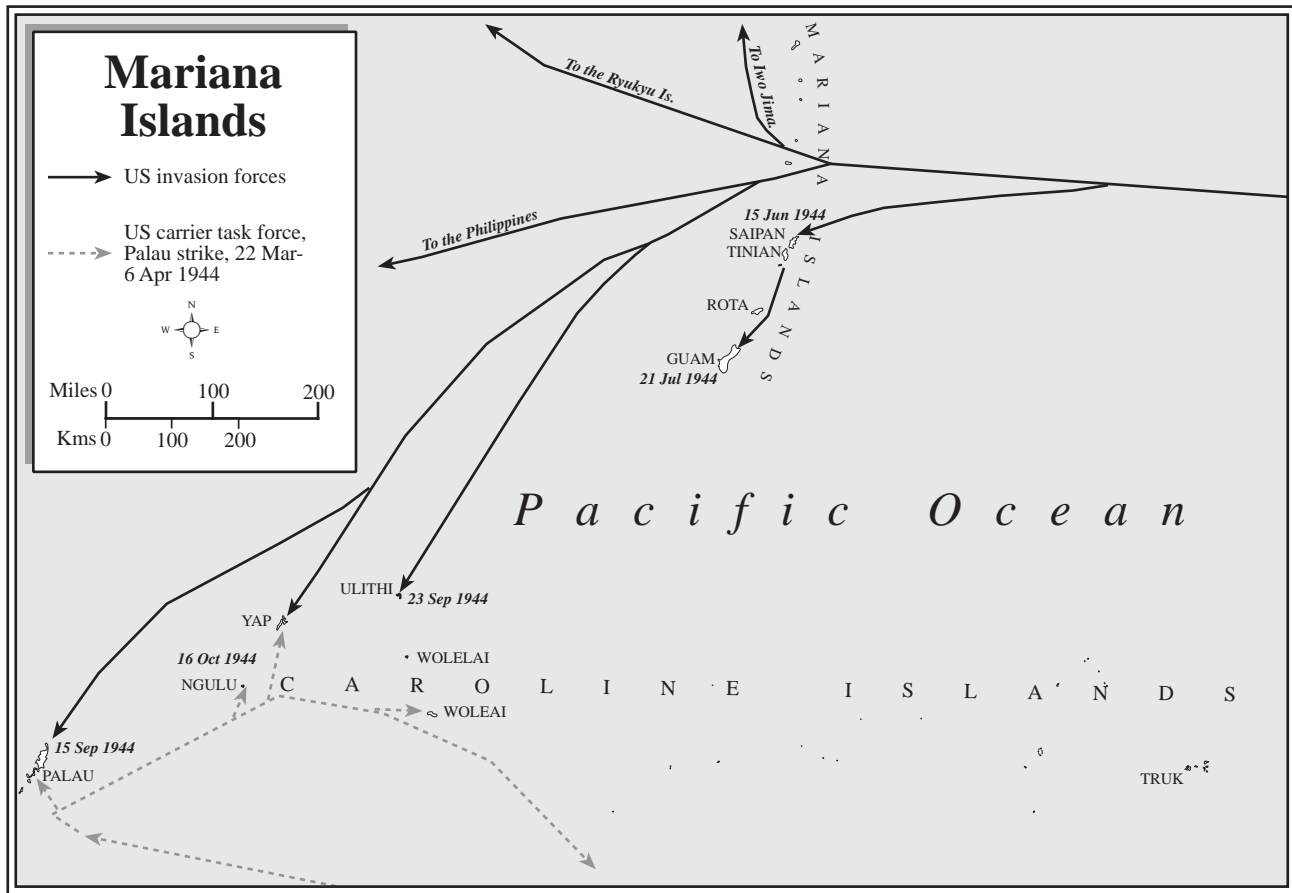 Mariana
Islands
US invasion forces
US carrier task force,
Palau strike, 22 Mar-
6 Apr 1944
N
W E
S
Miles 0 100 200
Kms 0 100 200
To the Ryukyu Is.
To Iwo Jima.
MARIANA
To the Philippines
15 Jun 1944
SAIPAN
TINIAN
ISLANDS
ROTA
GUAM
21 Jul 1944
Pacific Ocean
ULITHI
23 Sep 1944
YAP
16 Oct 1944
NGULU
WOLELAI
CAROLINE ISLANDS
WOLEAI
15 Sep 1944
PALAU
TRUK